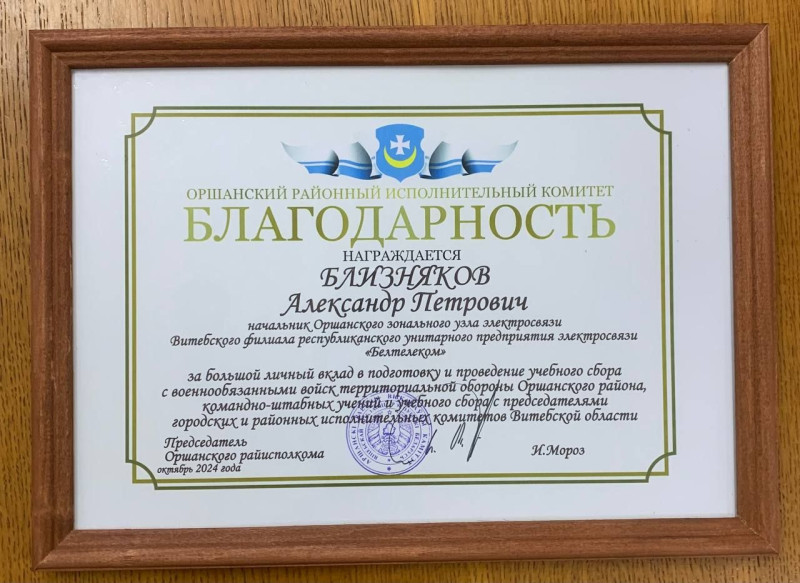 ОРШАНСКИЙ РАЙОННЫЙ ИСПОЛНИТЕЛЬНЫЙ КОМИТЕТ
БЛАГОДАРНОСТЬ
НАГРАЖДАЕТСЯ
БЛИЗНЯКОВ
Александр Петрович
начальник Оршанского зонального узла электросвязи
Витебского филиала республиканского унитарного предприятия электросвязи
«Белтелеком»
за большой личный вклад в подготовку и проведение учебного сбора
с военнообязанными войск территориальной обороны Оршанского района,
командно-штабных учений и учебного сбора с председателями
городских и районных исполнительных комитетов Витебской области
Председатель
Оршанского райисполкома
И.Мороз
октябрь 2024 года